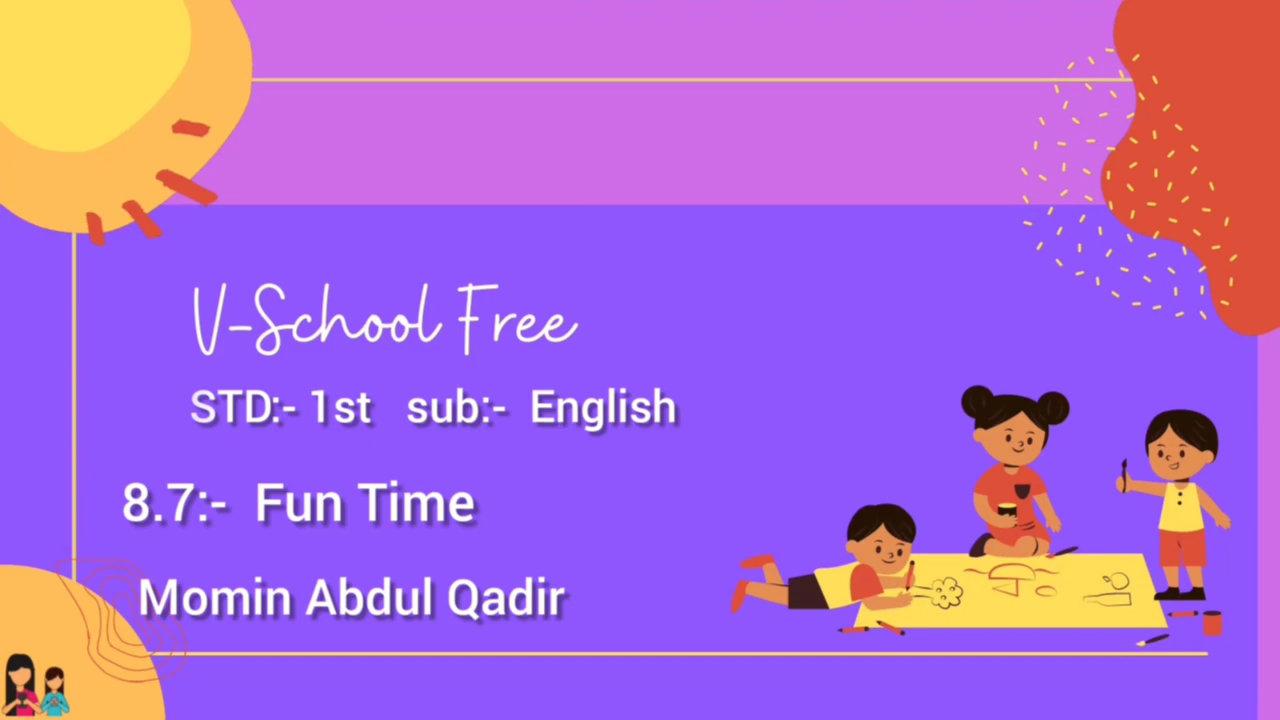 V-School Free
STD:- 1st sub:- English
8.7:- Fun Time
Momin Abdul Qadir